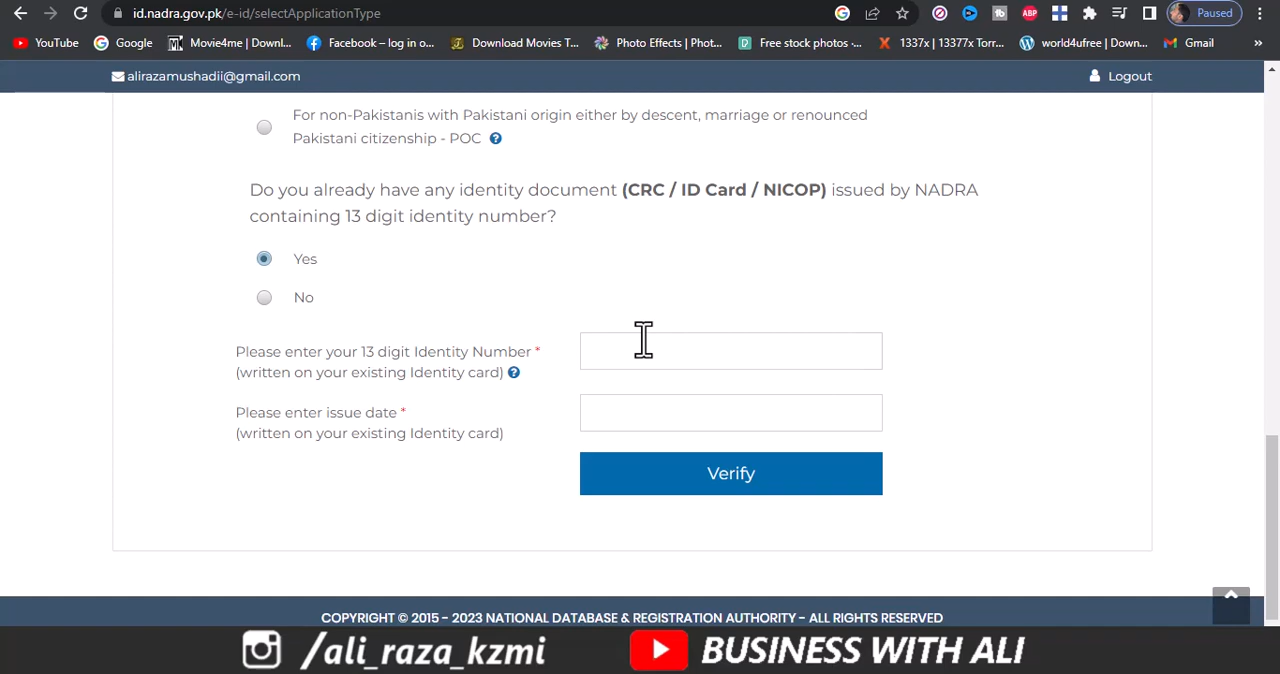 id.nadra.gov.pk/e-id/selectApplicationType
Paused
YouTube
Google
Movie4me | Downl...
Facebook – log in o...
Download Movies T...
Photo Effects | Phot...
Free stock photos ·...
1337x | 13377x Torr...
world4ufree | Down...
Gmail
»
alirazamushadii@gmail.com
Logout
For non-Pakistanis with Pakistani origin either by descent, marriage or renounced
Pakistani citizenship - POC ?
Do you already have any identity document (CRC / ID Card / NICOP) issued by NADRA
containing 13 digit identity number?
Yes
No
Please enter your 13 digit Identity Number *
(written on your existing Identity card) ?
Please enter issue date *
(written on your existing Identity card)
Verify
COPYRIGHT © 2015 - 2023 NATIONAL DATABASE & REGISTRATION AUTHORITY - ALL RIGHTS RESERVED
/ali_raza_kzmi
BUSINESS WITH ALI